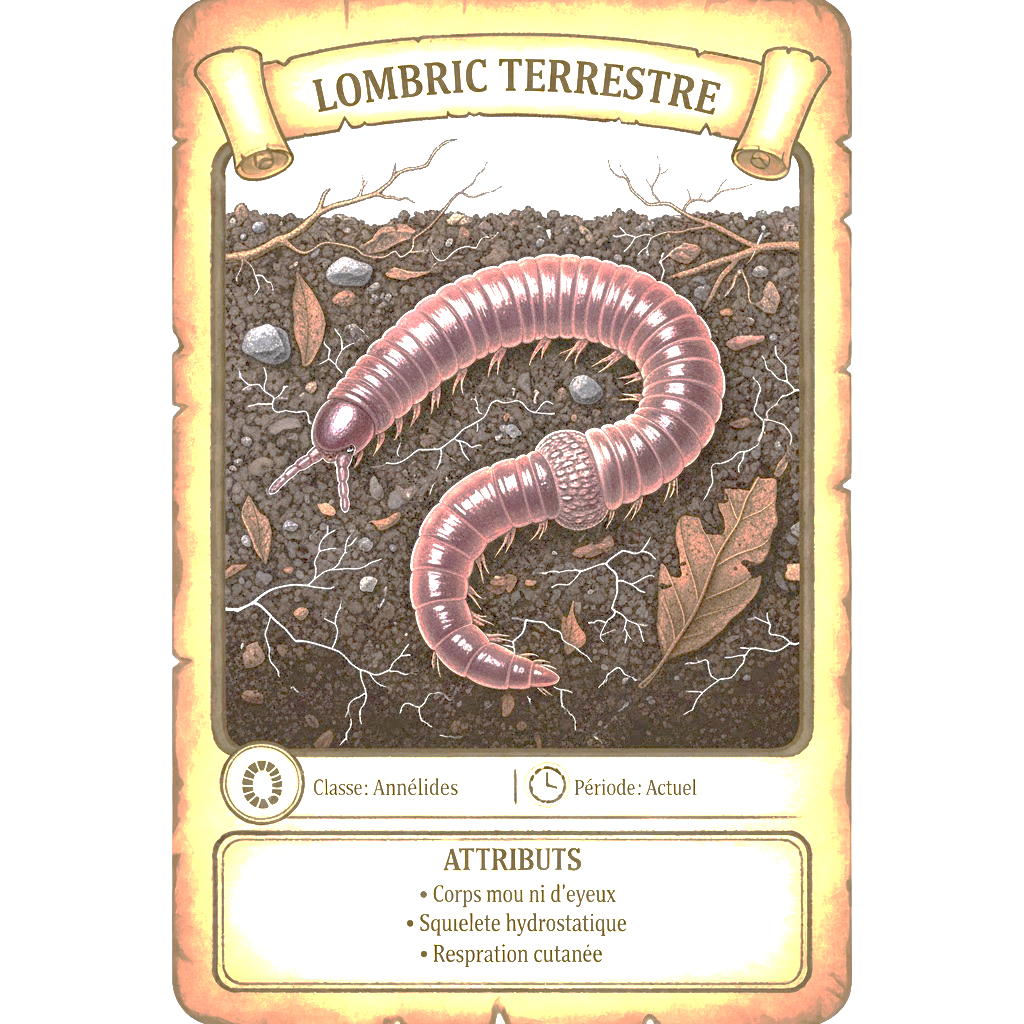 LOMBRIC TERRESTRE
Classe: Annélides | Période: Actuel
ATTRIBUTS
• Corps mou ni d'eyeux
• Squelete hydrostatique
• Respration cutanée